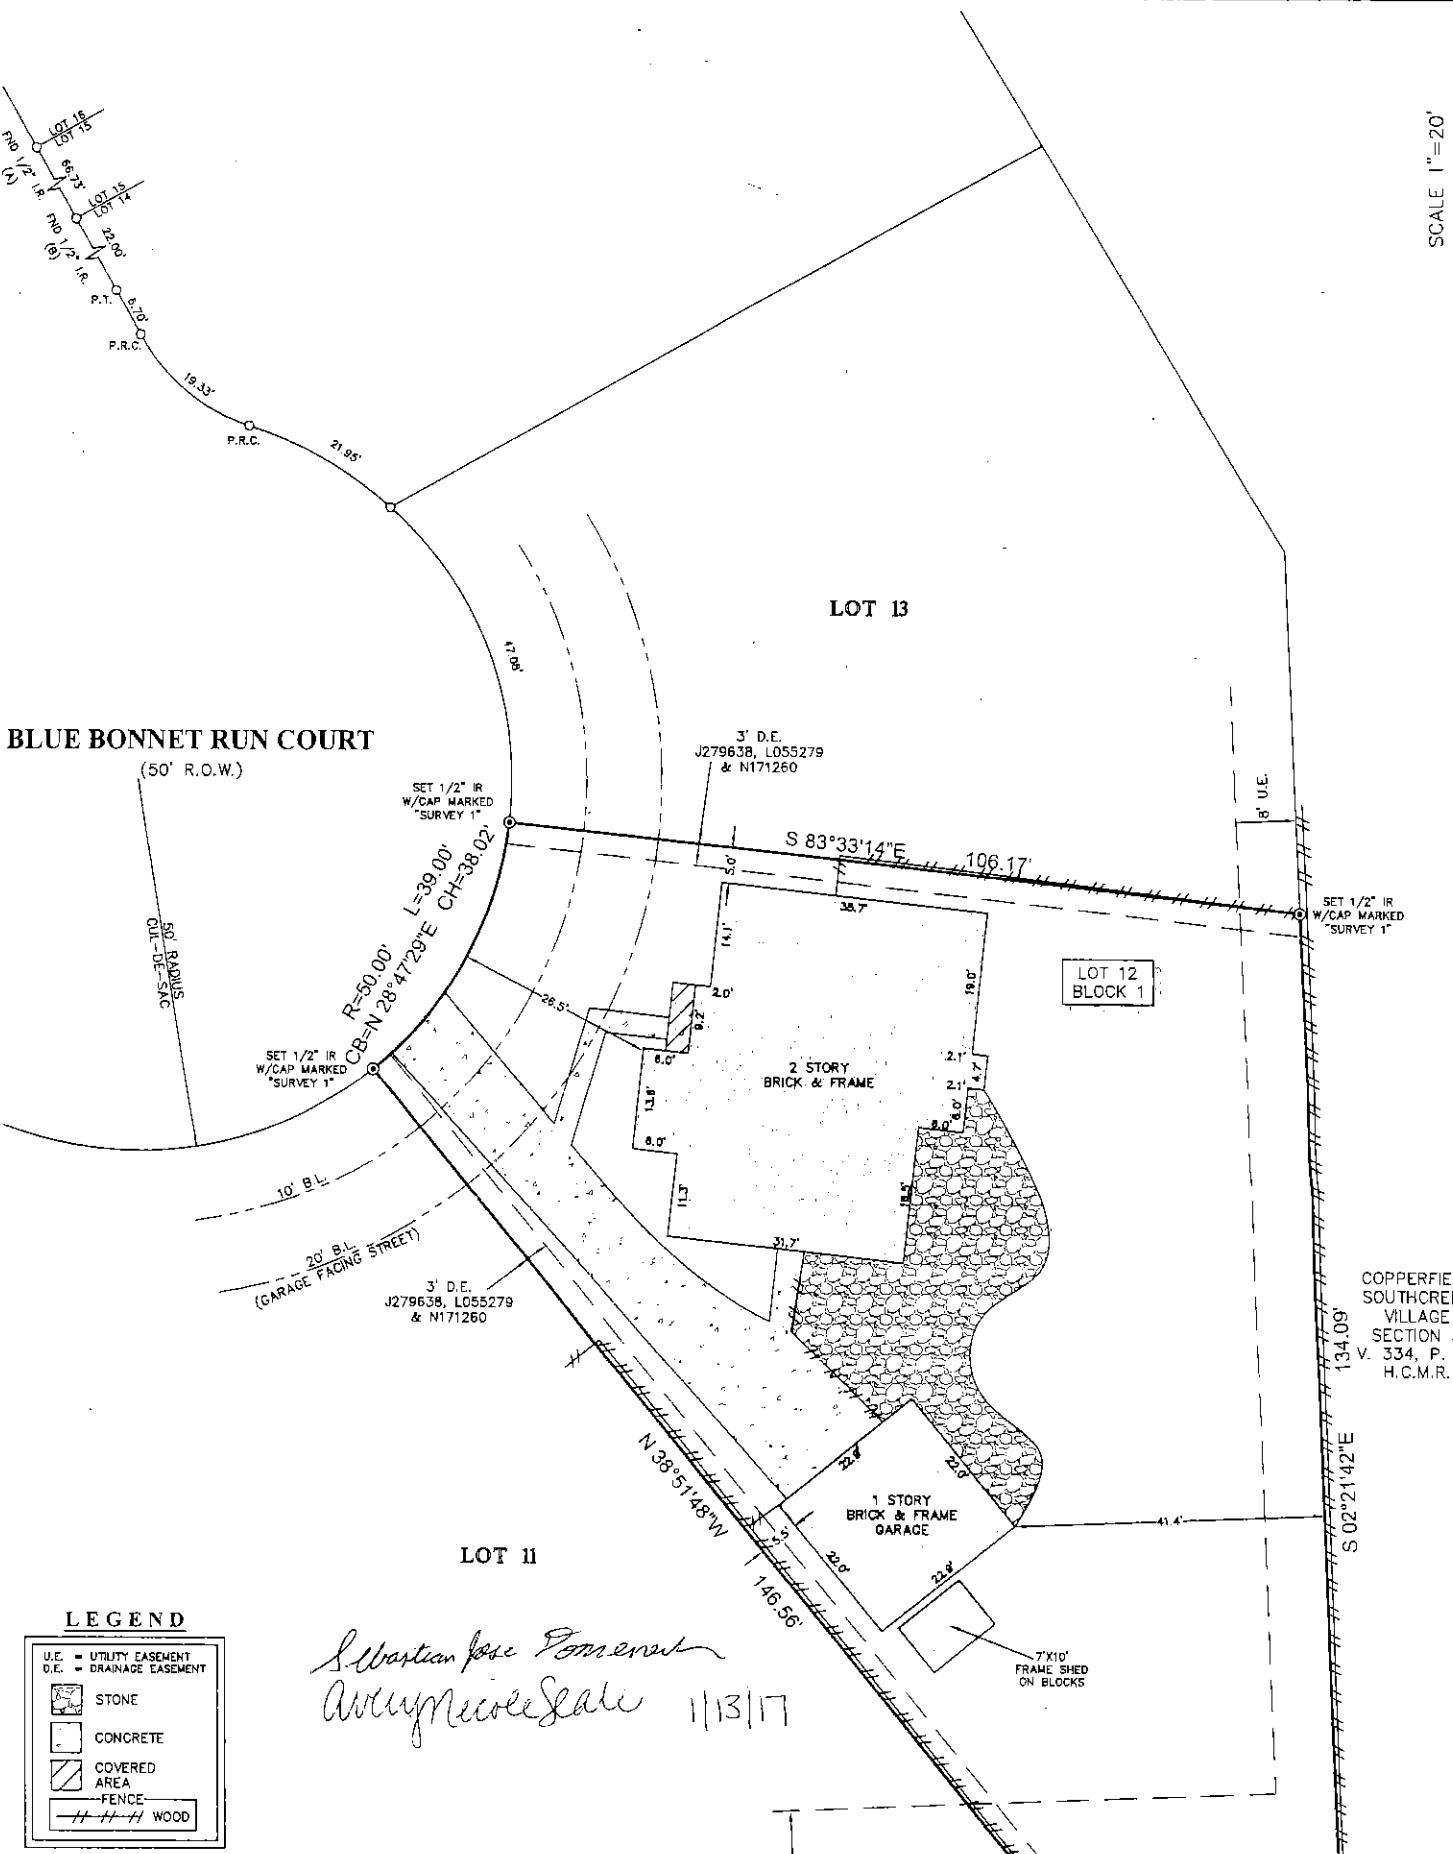 SCALE 1"=20'
LOT 16
LOT 15
FND 1/2" I.R.
(A)
66.73'
LOT 15
LOT 14
FND 1/2" I.R.
(B)
22.00'
P.T.
6.70'
P.R.C.
19.33'
P.R.C.
21.95'
47.08'
LOT 13
BLUE BONNET RUN COURT
(50' R.O.W.)
50' RADIUS
CUL-DE-SAC
SET 1/2" IR
W/CAP MARKED
"SURVEY 1"
3' D.E.
J279638, L055279
& N171260
8' U.E.
S 83°33'14"E
106.17'
5.0'
R=50.00'
L=39.00'
CB=N 28°47'29"E
CH=38.02'
SET 1/2" IR
W/CAP MARKED
"SURVEY 1"
SET 1/2" IR
W/CAP MARKED
"SURVEY 1"
LOT 12
BLOCK 1
38.7'
14.1'
2.0'
9.2'
6.0'
26.5'
13.8'
6.0'
11.3'
31.7'
19.0'
2.1'
4.7'
2.1'
6.0'
6.0'
2 STORY
BRICK & FRAME
10' B.L.
20' B.L.
(GARAGE FACING STREET)
3' D.E.
J279638, L055279
& N171260
COPPERFIE
SOUTHCREE
VILLAGE
SECTION
V. 334, P.
H.C.M.R.
134.09'
S 02°21'42"E
N 38°51'48"W
146.56'
22.0'
22.0'
1 STORY
BRICK & FRAME
GARAGE
5.5'
41.4'
LOT 11
7'X10'
FRAME SHED
ON BLOCKS
LEGEND
U.E. = UTILITY EASEMENT
D.E. = DRAINAGE EASEMENT
STONE
CONCRETE
COVERED
AREA
FENCE
WOOD
Sebastian Jose
Avery Nicole Seale 1/13/17